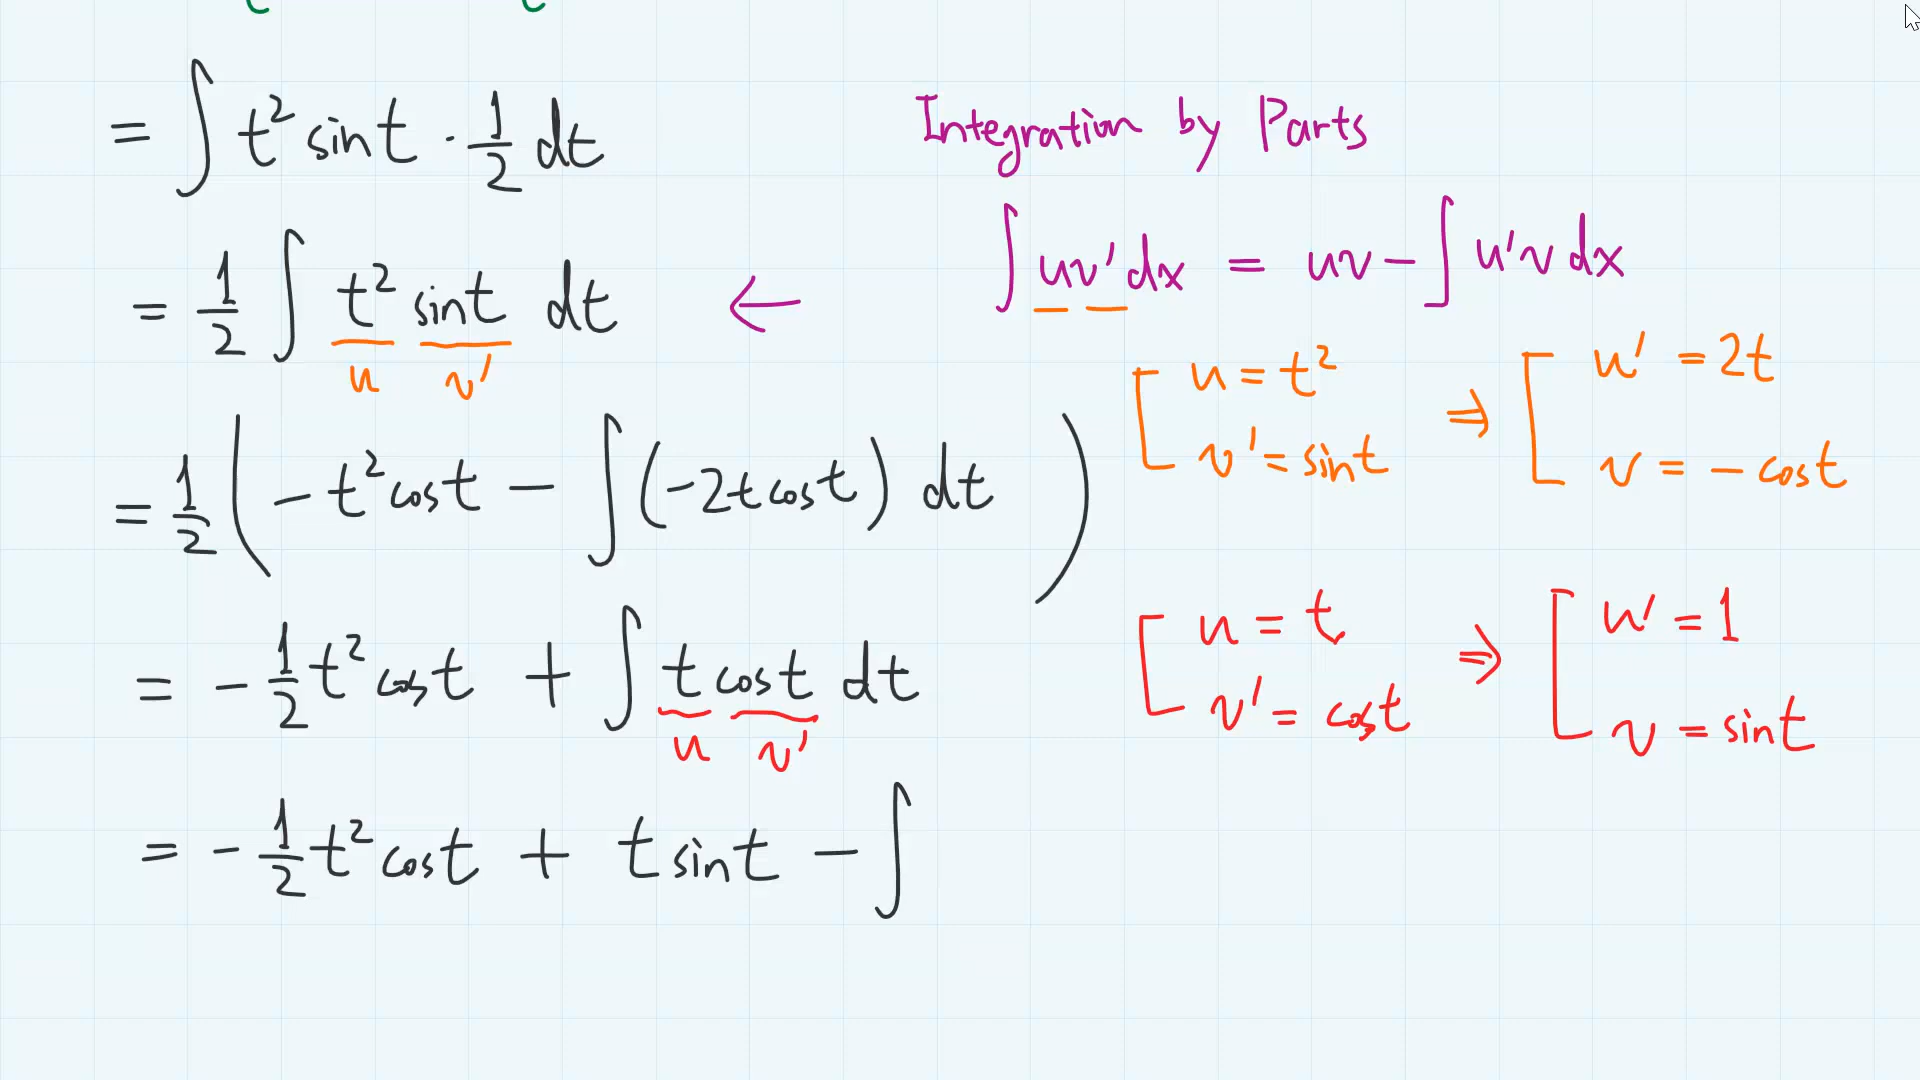 = ∫ t² sin t · 1/2 dt
Integration by Parts
∫ uv' dx = uv − ∫ u'v dx
= 1/2 ∫ t² sin t dt ←
u v'
u = t² ⇒ u' = 2t
v' = sin t v = − cos t
= 1/2 ( − t² cos t − ∫ (−2t cos t) dt )
u = t ⇒ u' = 1
v' = cos t v = sin t
= − 1/2 t² cos t + ∫ t cos t dt
u v'
= − 1/2 t² cos t + t sin t − ∫